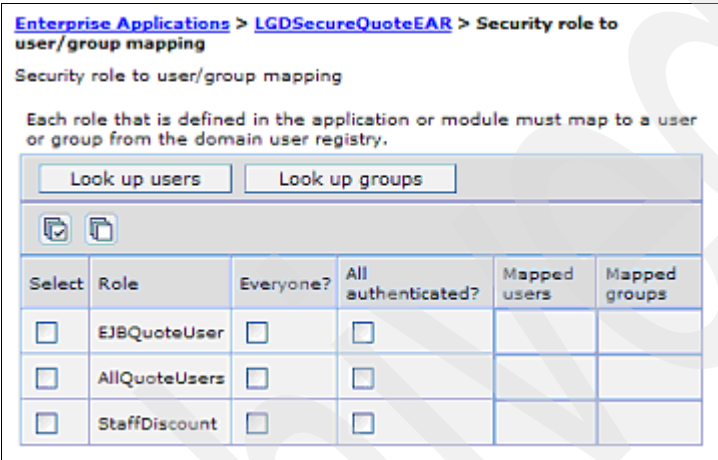 Enterprise Applications > LGDSecureQuoteEAR > Security role to
user/group mapping
Security role to user/group mapping
Each role that is defined in the application or module must map to a user
or group from the domain user registry.
Look up users Look up groups
Select Role Everyone? All authenticated? Mapped users Mapped groups
EJBQuoteUser
AllQuoteUsers
StaffDiscount